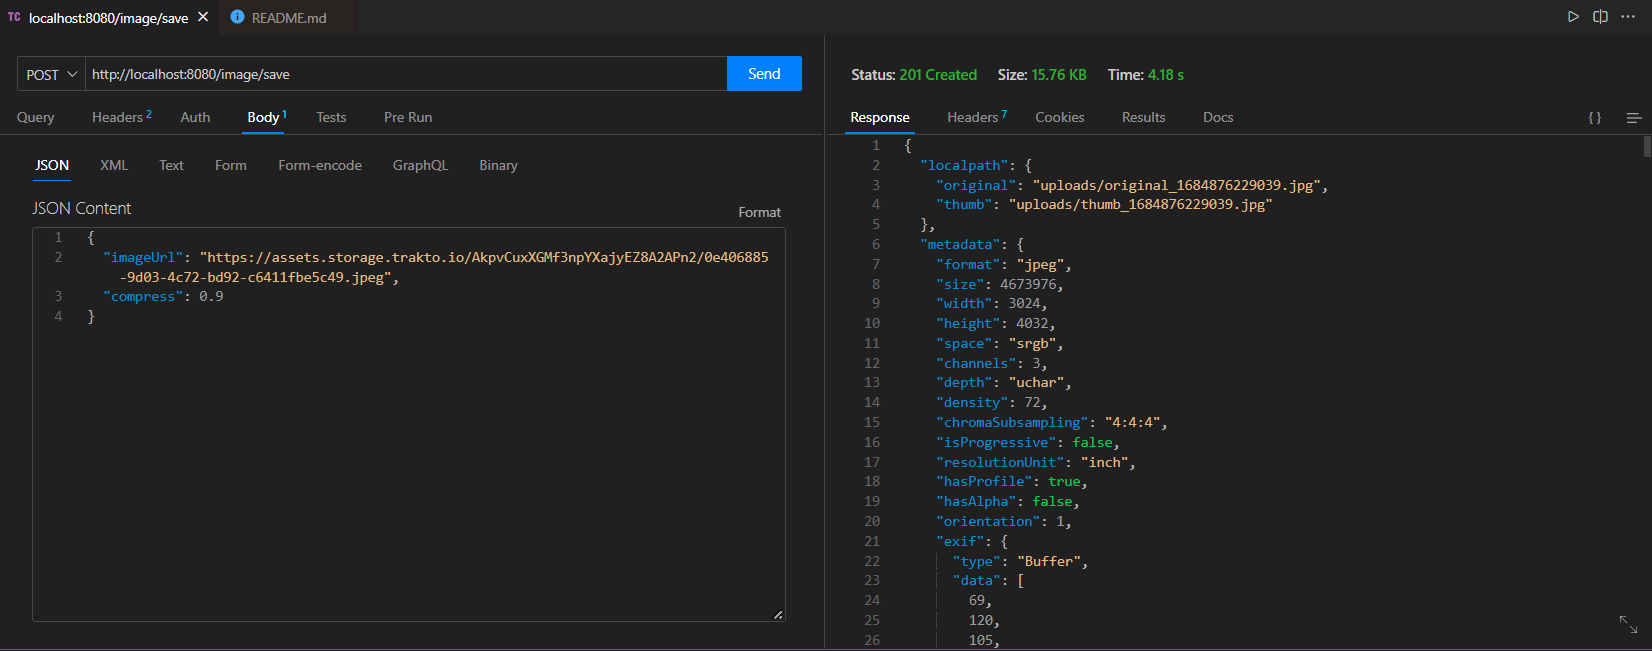 TC localhost:8080/image/save
README.md
POST
http://localhost:8080/image/save
Send
Query Headers 2 Auth Body 1 Tests Pre Run
JSON XML Text Form Form-encode GraphQL Binary
JSON Content
Format
1 {
2 "imageUrl": "https://assets.storage.trakto.io/AkpvCuxXGMf3npYXajyEZ8A2APn2/0e406885
-9d03-4c72-bd92-c6411fbe5c49.jpeg",
3 "compress": 0.9
4 }
Status: 201 Created Size: 15.76 KB Time: 4.18 s
Response Headers 7 Cookies Results Docs
{ }
1 {
2 "localpath": {
3 "original": "uploads/original_1684876229039.jpg",
4 "thumb": "uploads/thumb_1684876229039.jpg"
5 },
6 "metadata": {
7 "format": "jpeg",
8 "size": 4673976,
9 "width": 3024,
10 "height": 4032,
11 "space": "srgb",
12 "channels": 3,
13 "depth": "uchar",
14 "density": 72,
15 "chromaSubsampling": "4:4:4",
16 "isProgressive": false,
17 "resolutionUnit": "inch",
18 "hasProfile": true,
19 "hasAlpha": false,
20 "orientation": 1,
21 "exif": {
22 "type": "Buffer",
23 "data": [
24 69,
25 120,
26 105,